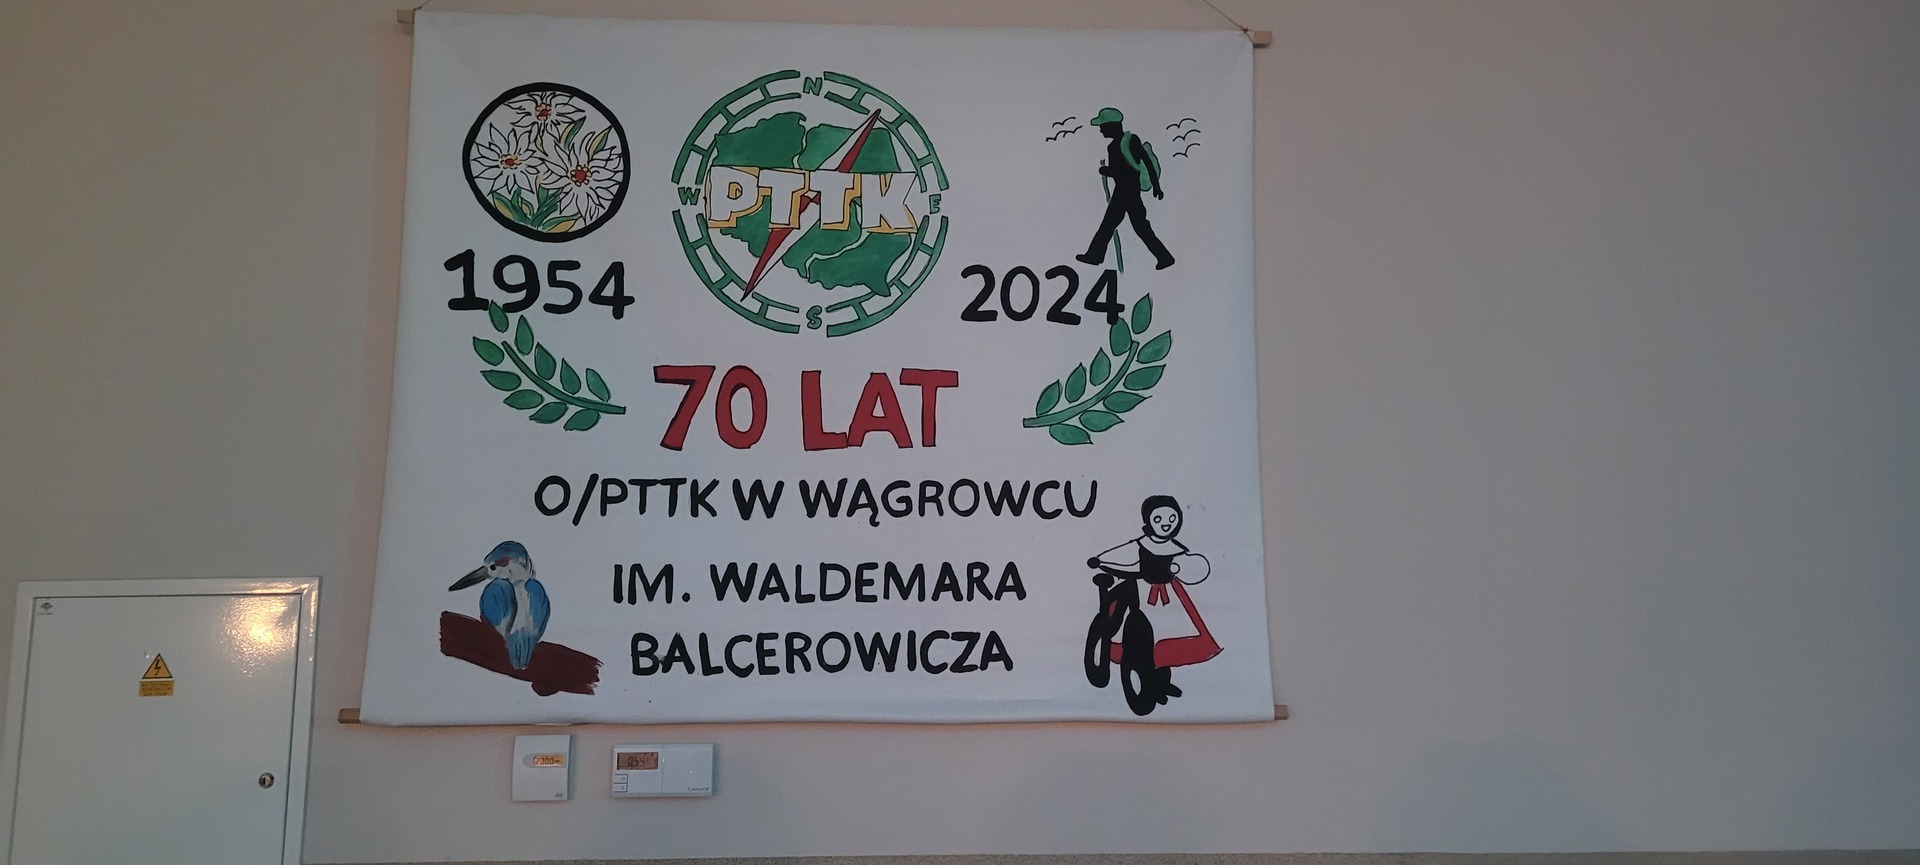 N
W PTTK E
S
1954
2024
70 LAT
O/PTTK W WĄGROWCU
IM. WALDEMARA
BALCEROWICZA